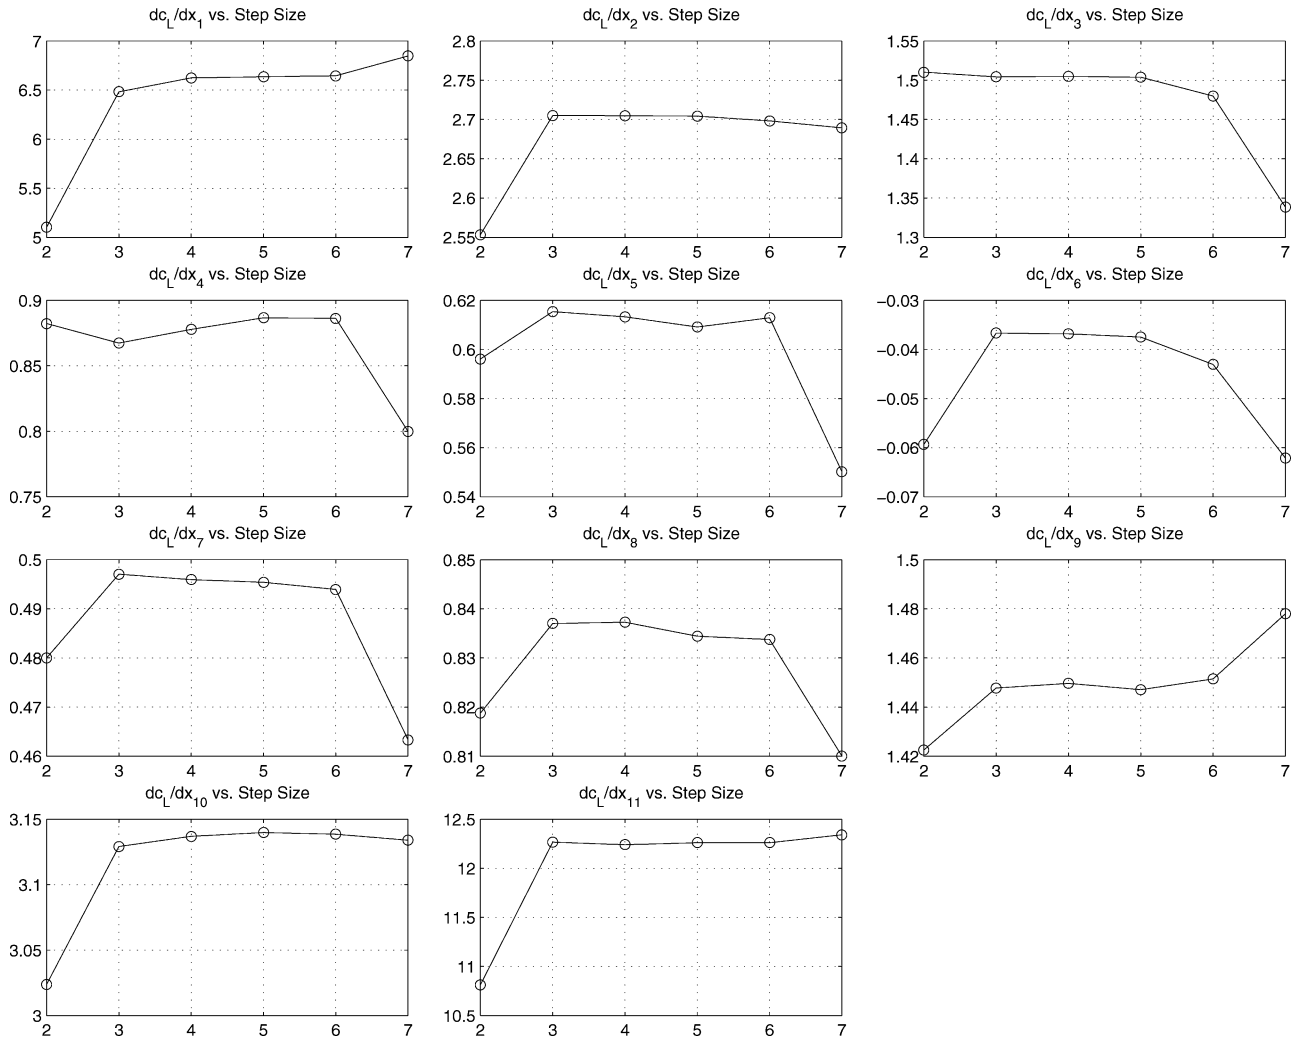 dc_L/dx_1 vs. Step Size
7
6.5
6
5.5
5
2 3 4 5 6 7
dc_L/dx_2 vs. Step Size
2.8
2.75
2.7
2.65
2.6
2.55
2 3 4 5 6 7
dc_L/dx_3 vs. Step Size
1.55
1.5
1.45
1.4
1.35
1.3
2 3 4 5 6 7
dc_L/dx_4 vs. Step Size
0.9
0.85
0.8
0.75
2 3 4 5 6 7
dc_L/dx_5 vs. Step Size
0.62
0.6
0.58
0.56
0.54
2 3 4 5 6 7
dc_L/dx_6 vs. Step Size
−0.03
−0.04
−0.05
−0.06
−0.07
2 3 4 5 6 7
dc_L/dx_7 vs. Step Size
0.5
0.49
0.48
0.47
0.46
2 3 4 5 6 7
dc_L/dx_8 vs. Step Size
0.85
0.84
0.83
0.82
0.81
2 3 4 5 6 7
dc_L/dx_9 vs. Step Size
1.5
1.48
1.46
1.44
1.42
2 3 4 5 6 7
dc_L/dx_10 vs. Step Size
3.15
3.1
3.05
3
2 3 4 5 6 7
dc_L/dx_11 vs. Step Size
12.5
12
11.5
11
10.5
2 3 4 5 6 7